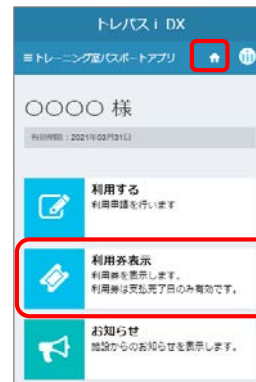 トレパスｉDX
トレーニング室パスポートアプリ
〇〇〇〇 様
有効期限：2021年03月31日
利用する
利用申請を行います
利用券表示
利用券を表示します。
利用券は支払完了日のみ有効です。
お知らせ
施設からのお知らせを表示します。